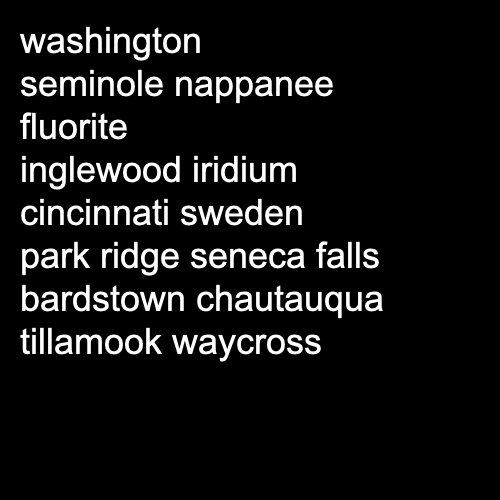 washington
seminole nappanee
fluorite
inglewood iridium
cincinnati sweden
park ridge seneca falls
bardstown chautauqua
tillamook waycross